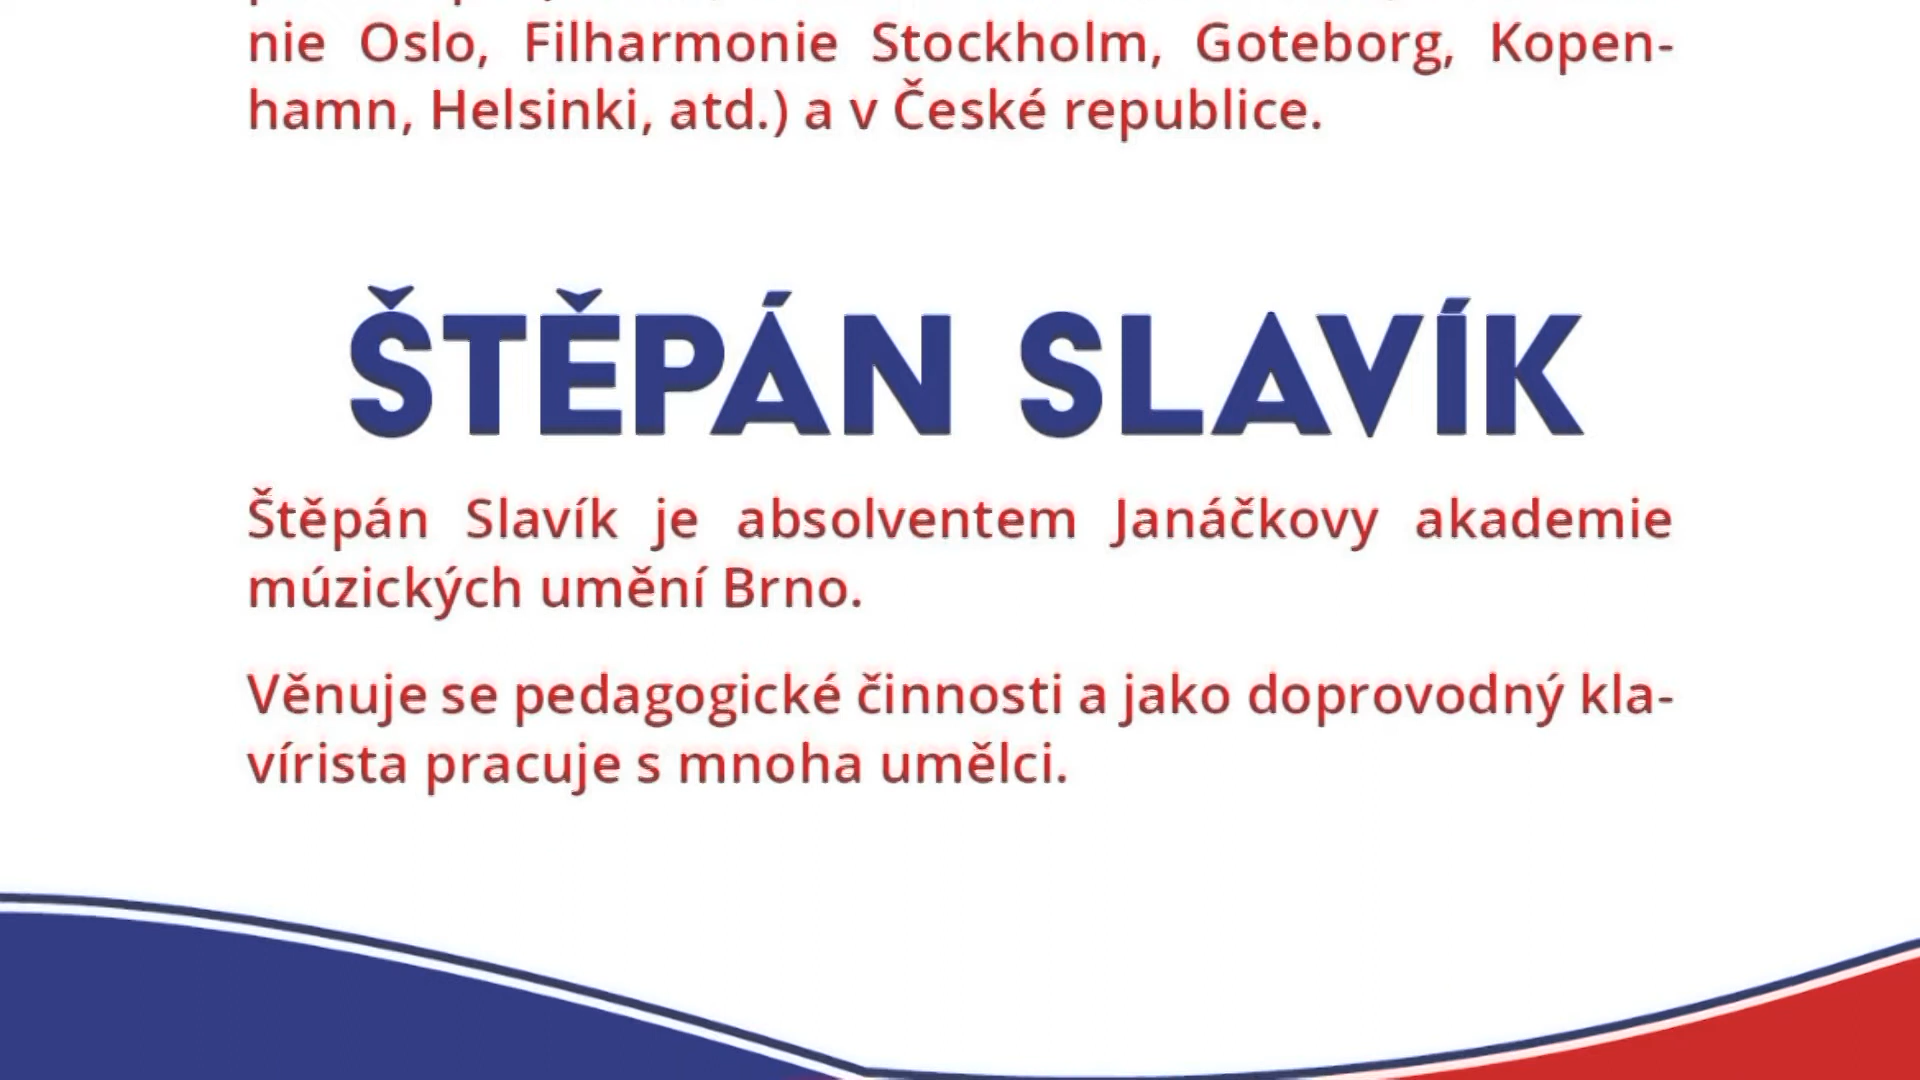 nie Oslo, Filharmonie Stockholm, Goteborg, Kopen-
hamn, Helsinki, atd.) a v České republice.
ŠTĚPÁN SLAVÍK
Štěpán Slavík je absolventem Janáčkovy akademie
múzických umění Brno.
Věnuje se pedagogické činnosti a jako doprovodný kla-
vírista pracuje s mnoha umělci.